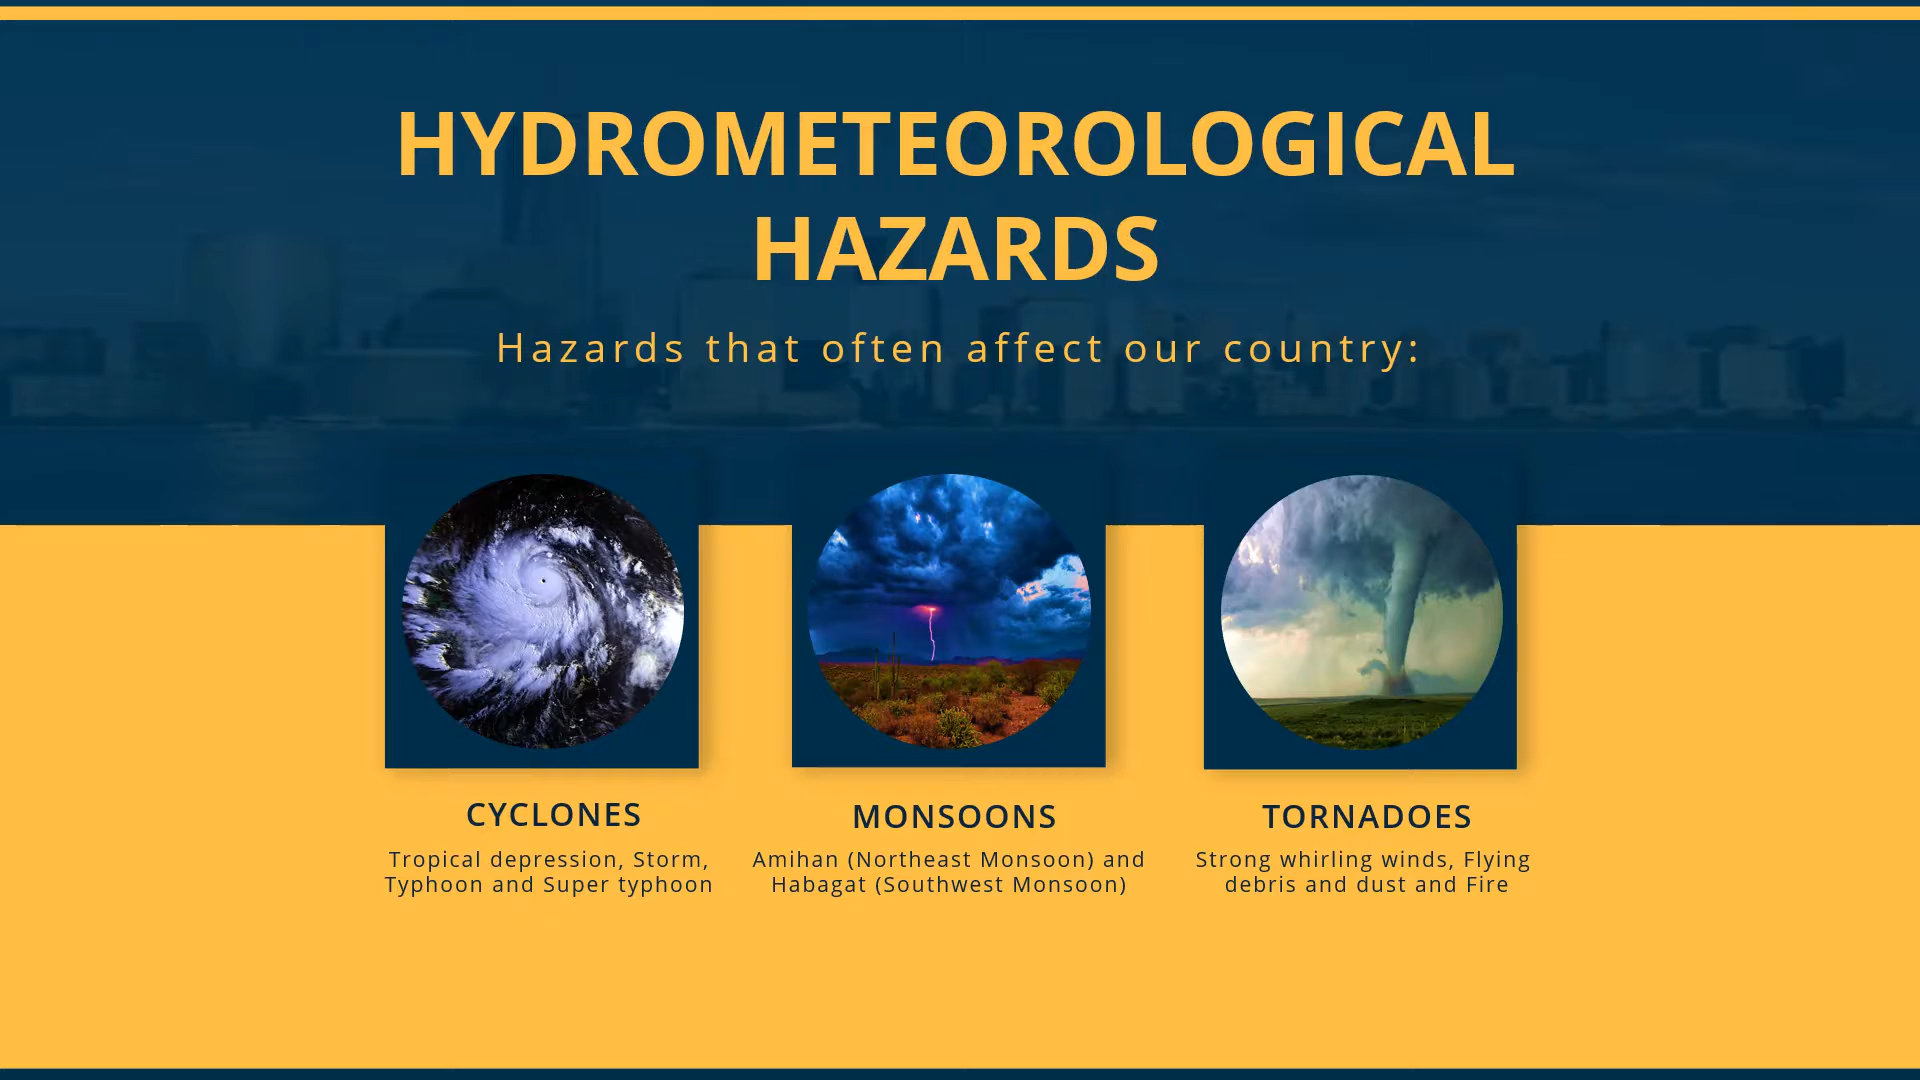 HYDROMETEOROLOGICAL
HAZARDS
Hazards that often affect our country:
CYCLONES
Tropical depression, Storm,
Typhoon and Super typhoon
MONSOONS
Amihan (Northeast Monsoon) and
Habagat (Southwest Monsoon)
TORNADOES
Strong whirling winds, Flying
debris and dust and Fire